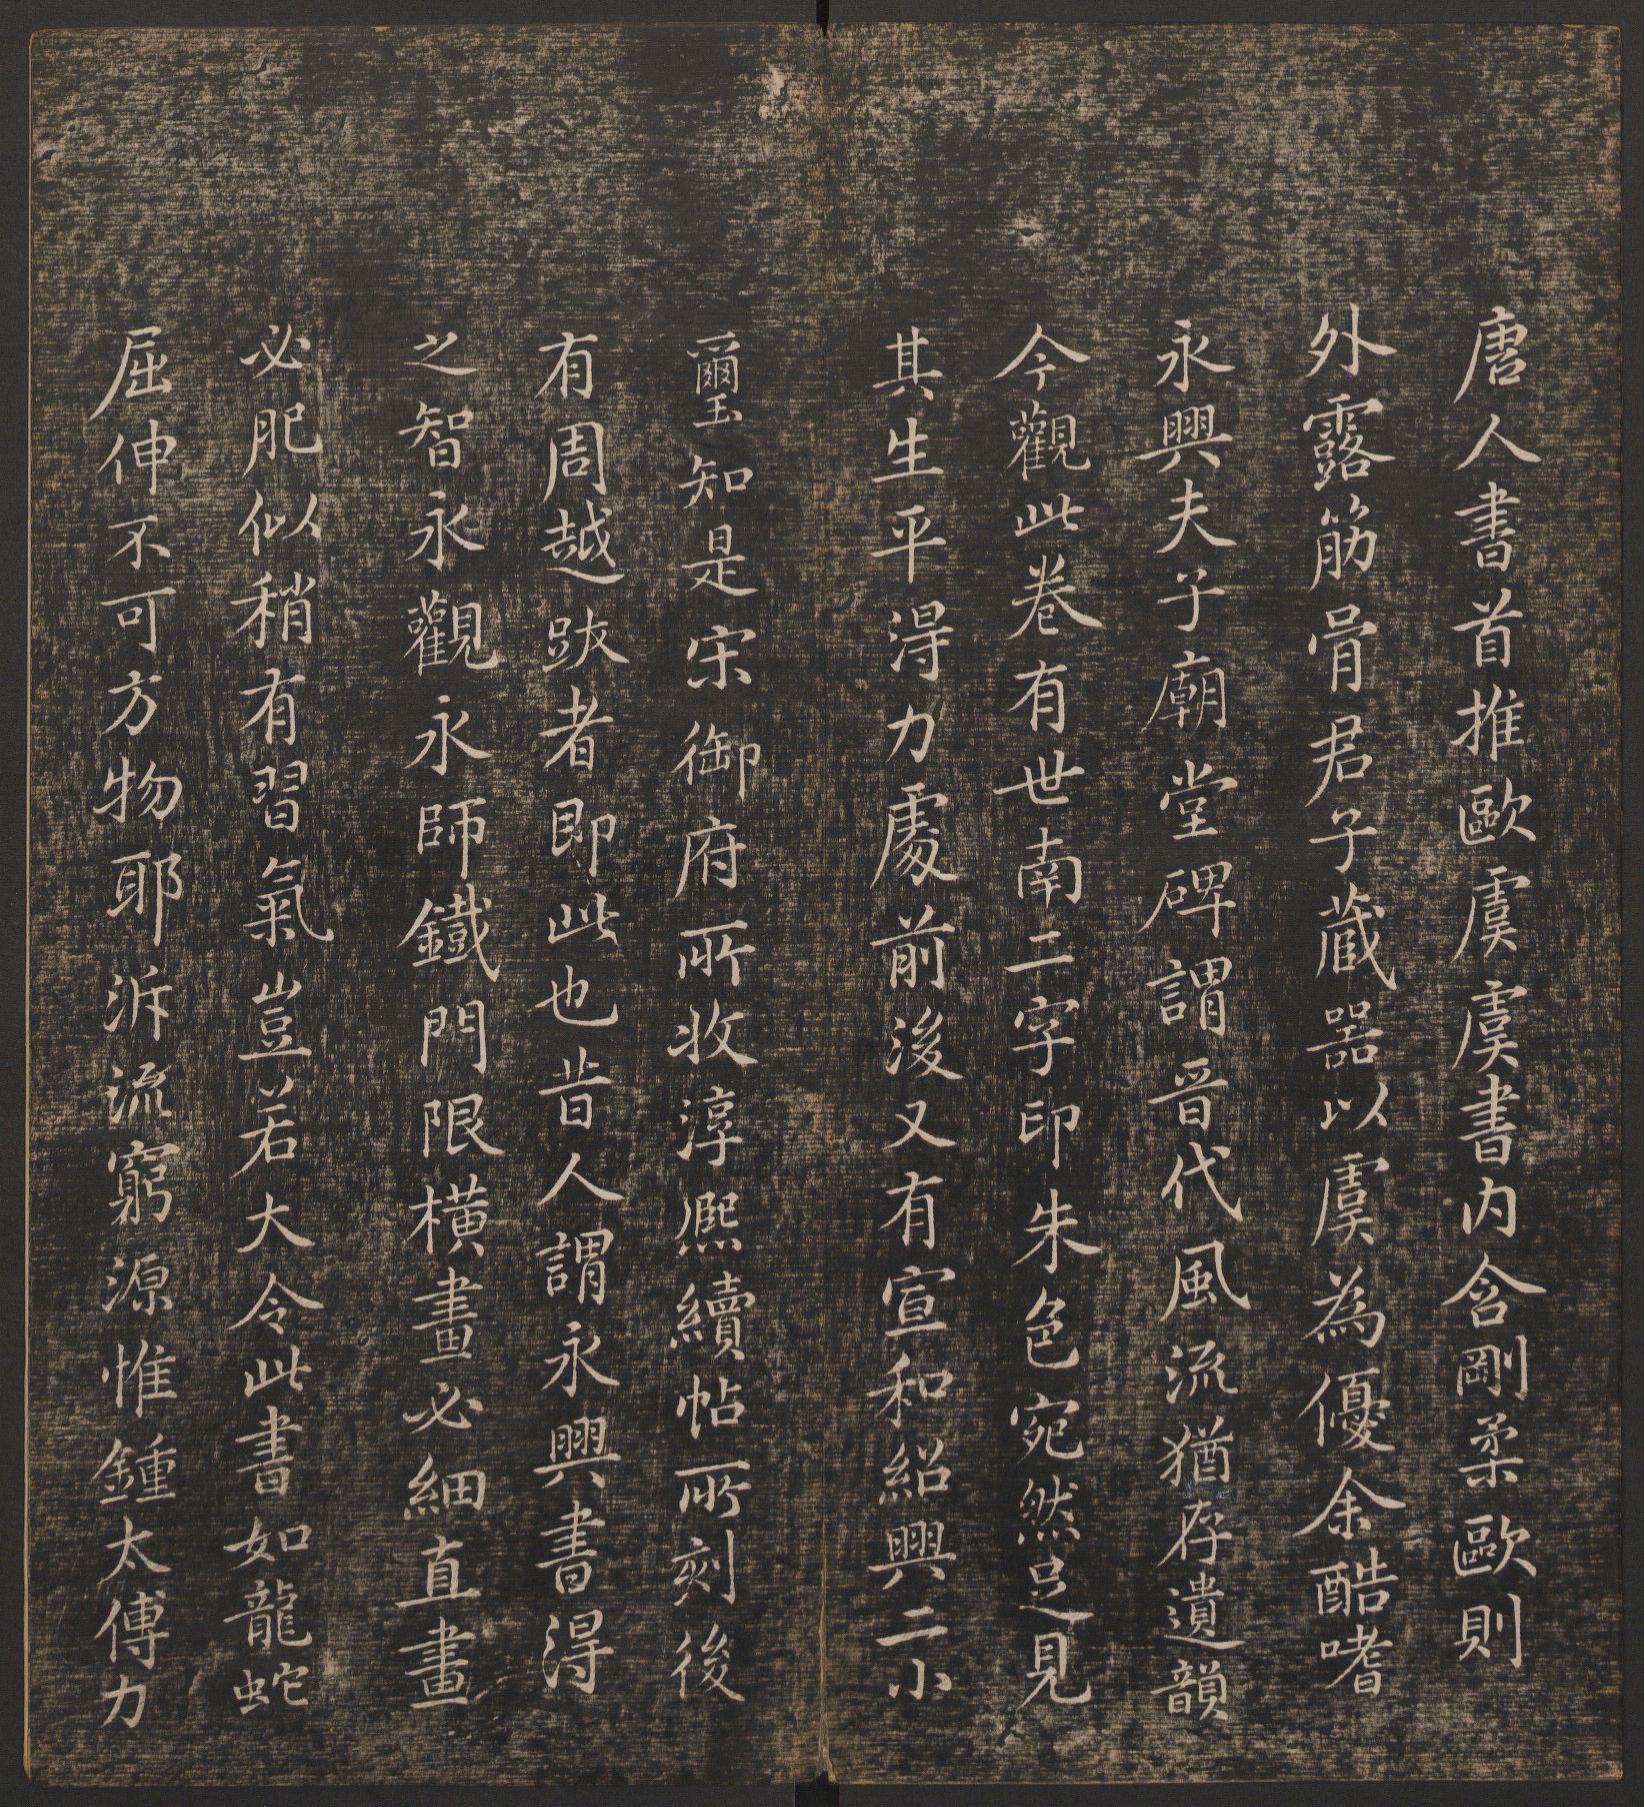 唐人書首推歐虞虞書内含剛柔歐則
外露筋骨君子蔵器以虞為優余酷嗜
永興夫子廟堂碑謂晉代風流猶存遺韻
今觀此卷有世南二字印朱色宛然足見
其生平得力處前後又有宣和紹興二小
璽知是宋御府所收淳熈續帖所刻後
有周越跋者即此也昔人謂永興書得
之智永觀永師鐵門限横畫必細直畫
必肥似稍有習氣豈若大令此書如龍蛇
屈伸不可方物耶泝流窮源惟鍾太傅力